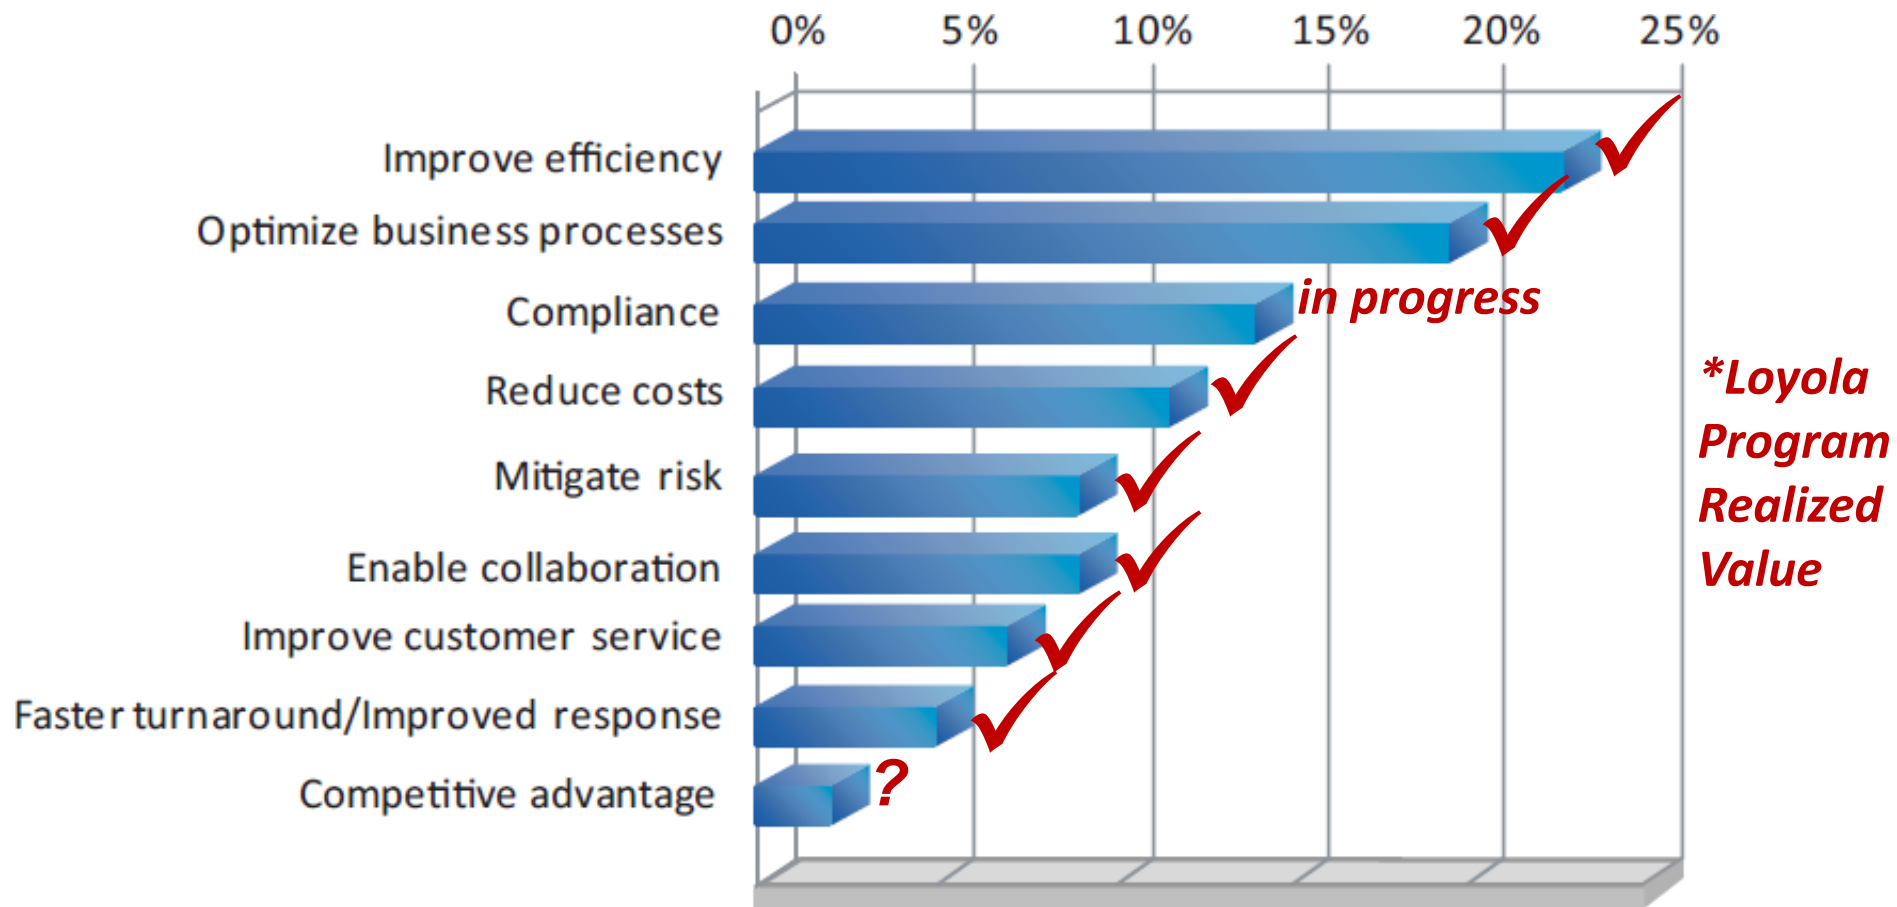 0% 5% 10% 15% 20% 25%
Improve efficiency
Optimize business processes
Compliance
in progress
Reduce costs
Mitigate risk
Enable collaboration
Improve customer service
Faster turnaround/Improved response
Competitive advantage
?
*Loyola
Program
Realized
Value